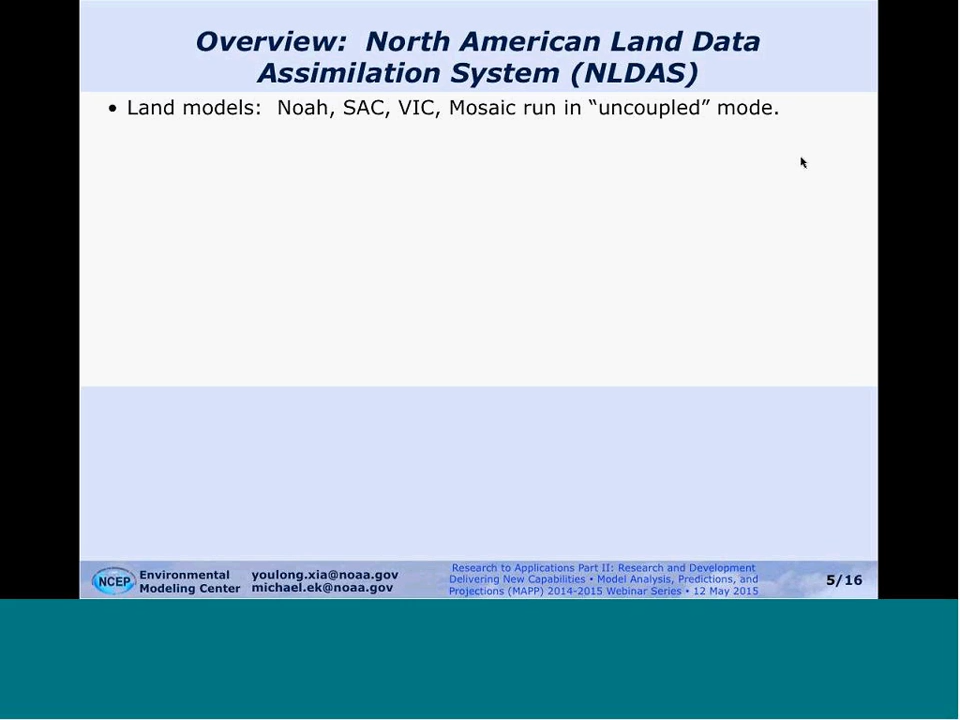 Overview: North American Land Data
Assimilation System (NLDAS)
• Land models: Noah, SAC, VIC, Mosaic run in “uncoupled” mode.
NCEP
Environmental
Modeling Center
youlong.xia@noaa.gov
michael.ek@noaa.gov
Research to Applications Part II: Research and Development
Delivering New Capabilities • Model Analysis, Predictions, and
Projections (MAPP) 2014-2015 Webinar Series • 12 May 2015
5/16